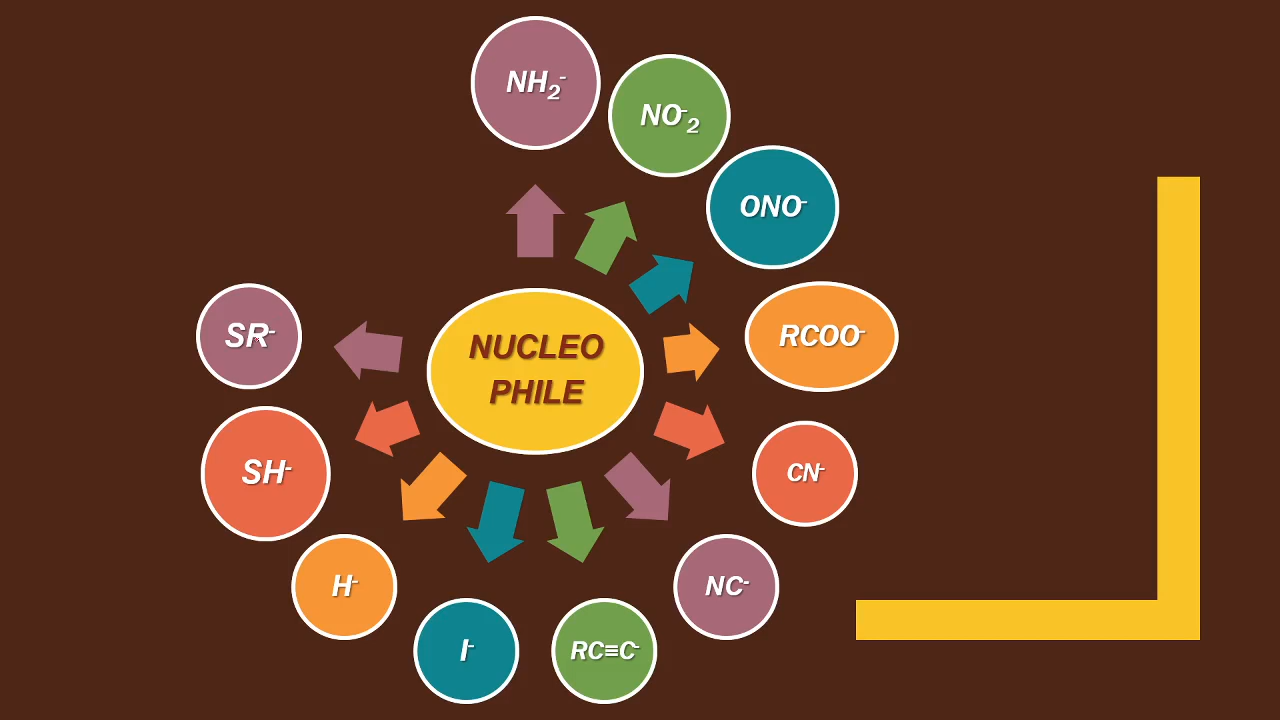 NH₂⁻
NO⁻₂
ONO⁻
NUCLEO
PHILE
RCOO⁻
CN⁻
NC⁻
RC≡C⁻
I⁻
H⁻
SH⁻
SR⁻